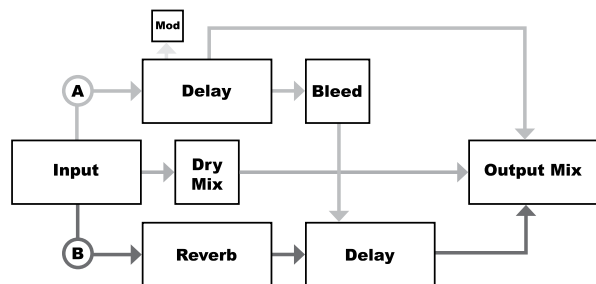 Mod
A
Delay
Bleed
Input
Dry
Mix
Output Mix
B
Reverb
Delay